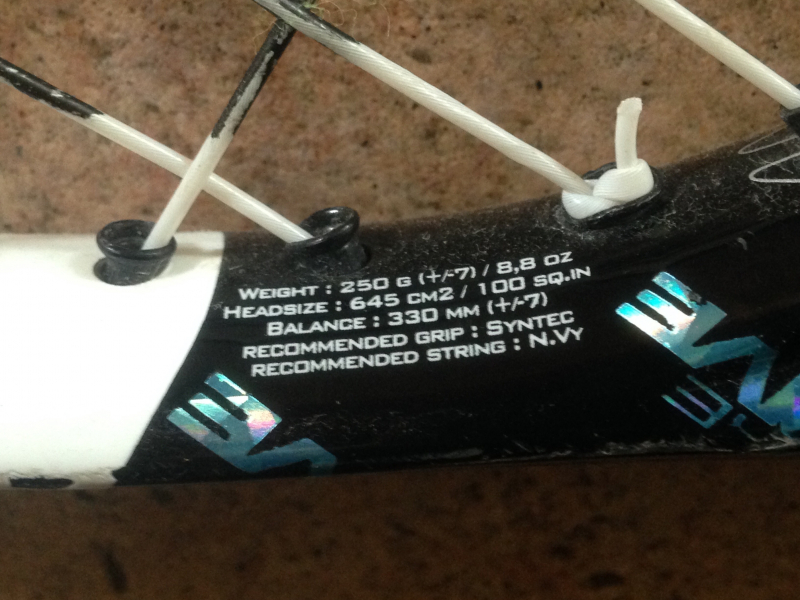 WEIGHT : 250 G (+/-7) / 8,8 OZ
HEADSIZE : 645 CM2 / 100 SQ.IN
BALANCE : 330 MM (+/-7)
RECOMMENDED GRIP : SYNTEC
RECOMMENDED STRING : N.VY